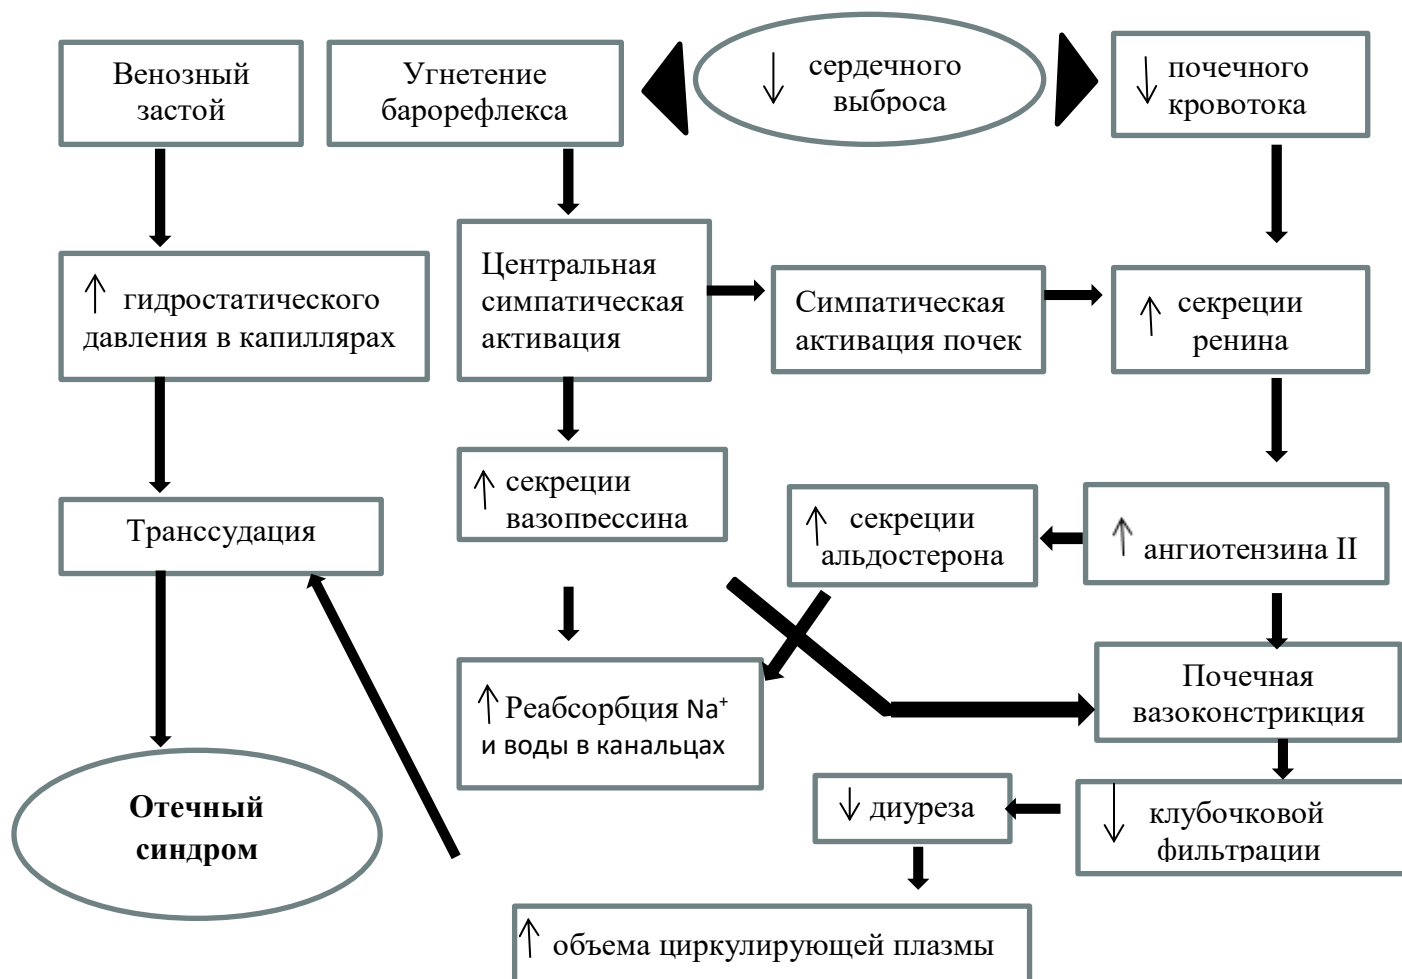 Венозный
застой
Угнетение
барорефлекса
↓ сердечного
выброса
↓ почечного
кровотока
↑ гидростатического
давления в капиллярах
Центральная
симпатическая
активация
Симпатическая
активация почек
↑ секреции
ренина
Транссудация
↑ секреции
вазопрессина
↑ секреции
альдостерона
↑ ангиотензина II
Отечный
синдром
↑ Реабсорбция Na⁺
и воды в канальцах
Почечная
вазоконстрикция
↓ диуреза
↓ клубочковой
фильтрации
↑ объема циркулирующей плазмы